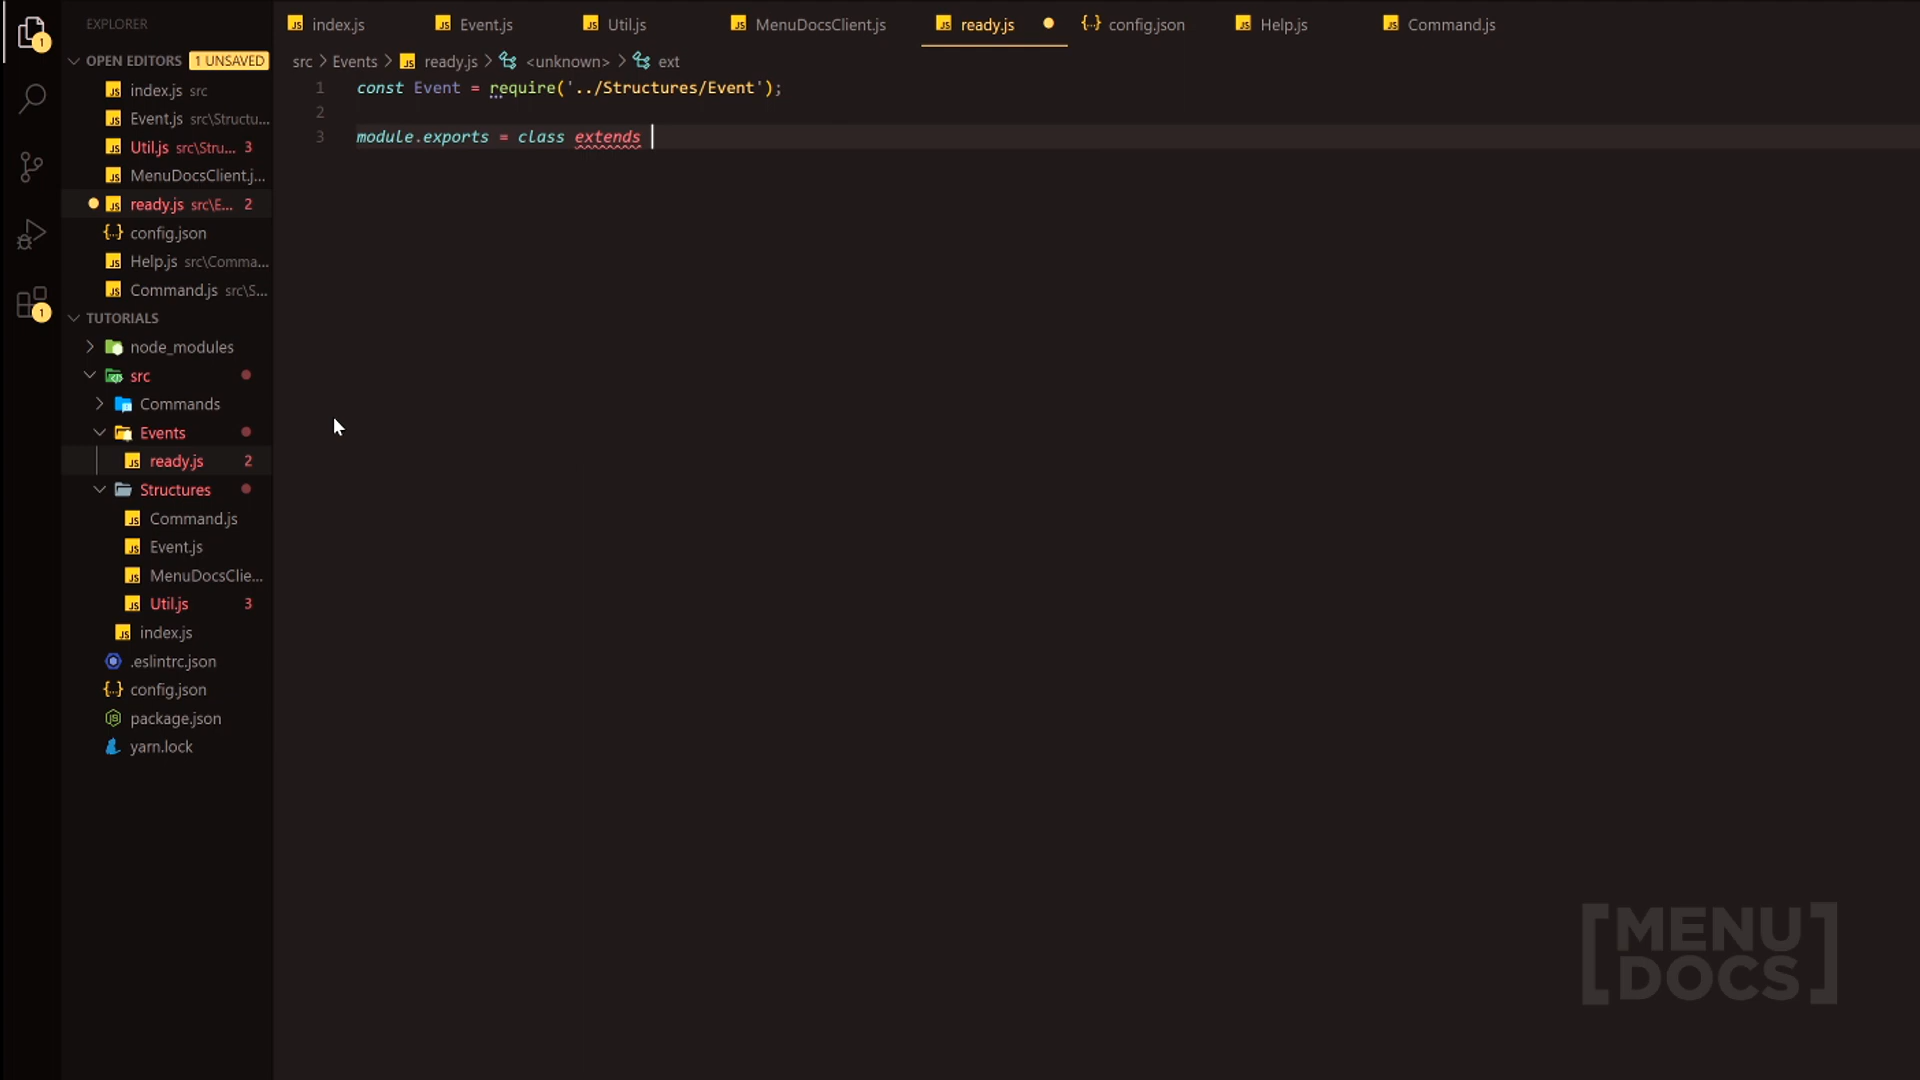 EXPLORER
OPEN EDITORS 1 UNSAVED
index.js src
Event.js src\Structu...
Util.js src\Stru... 3
MenuDocsClient.j...
ready.js src\E... 2
config.json
Help.js src\Comma...
Command.js src\S...
TUTORIALS
node_modules
src
Commands
Events
ready.js 2
Structures
Command.js
Event.js
MenuDocsClie...
Util.js 3
index.js
.eslintrc.json
config.json
package.json
yarn.lock
1
1
index.js Event.js Util.js MenuDocsClient.js ready.js config.json Help.js Command.js
src > Events > ready.js > <unknown> > ext
1 const Event = require('../Structures/Event');
2
3 module.exports = class extends
[MENU
DOCS]